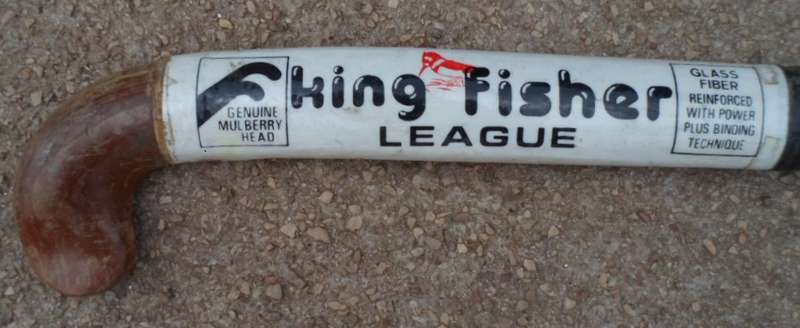 GENUINE
MULBERRY
HEAD
king fisher
LEAGUE
GLASS
FIBER
REINFORCED
WITH POWER
PLUS BINDING
TECHNIQUE